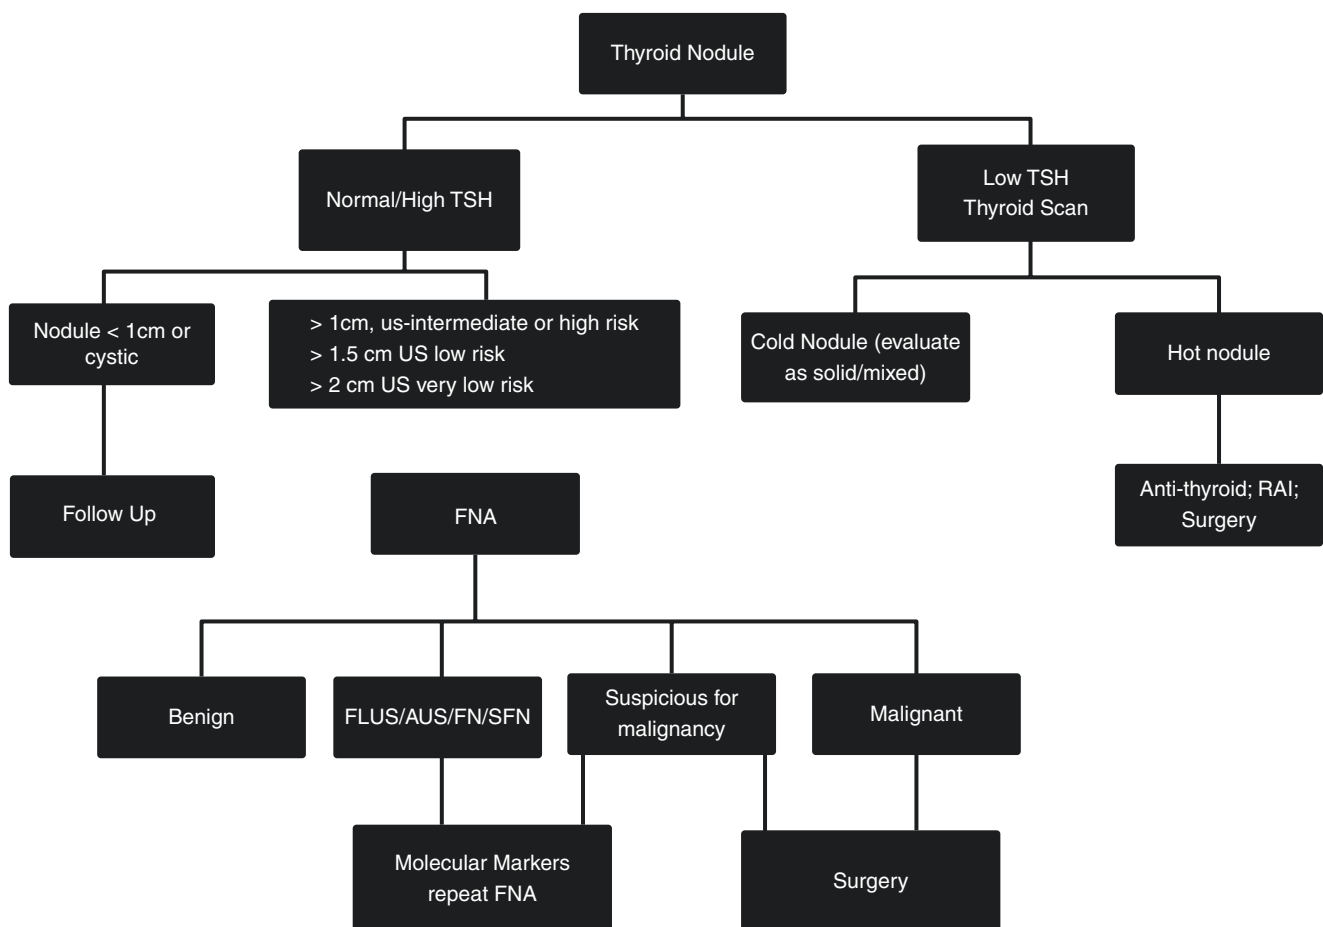 Thyroid Nodule
Normal/High TSH
Low TSH
Thyroid Scan
Nodule < 1cm or
cystic
> 1cm, us-intermediate or high risk
> 1.5 cm US low risk
> 2 cm US very low risk
Cold Nodule (evaluate
as solid/mixed)
Hot nodule
Follow Up
FNA
Anti-thyroid; RAI;
Surgery
Benign
FLUS/AUS/FN/SFN
Suspicious for
malignancy
Malignant
Molecular Markers
repeat FNA
Surgery